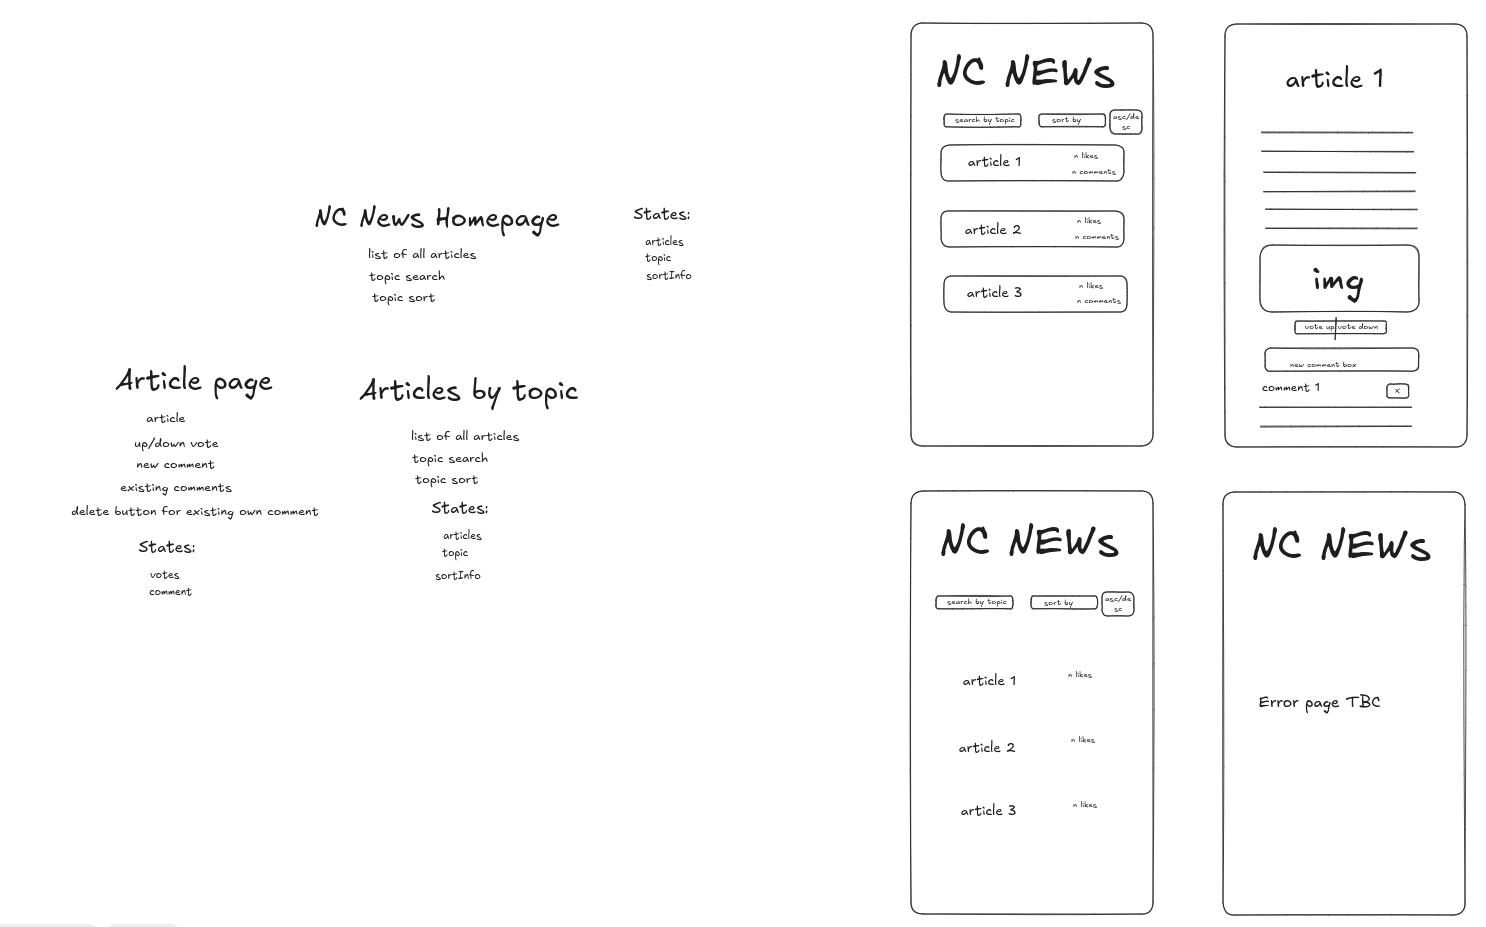 NC News Homepage
list of all articles
topic search
topic sort
States:
articles
topic
sortInfo
Article page
article
up/down vote
new comment
existing comments
delete button for existing own comment
States:
votes
comment
Articles by topic
list of all articles
topic search
topic sort
States:
articles
topic
sortInfo
NC NEWs
search by topic
sort by
asc/de
sc
article 1
n likes
n comments
article 2
n likes
n comments
article 3
n likes
n comments
article 1
img
vote up vote down
new comment box
comment 1
x
NC NEWs
search by topic
sort by
asc/de
sc
article 1
n likes
article 2
n likes
article 3
n likes
NC NEWs
Error page TBC